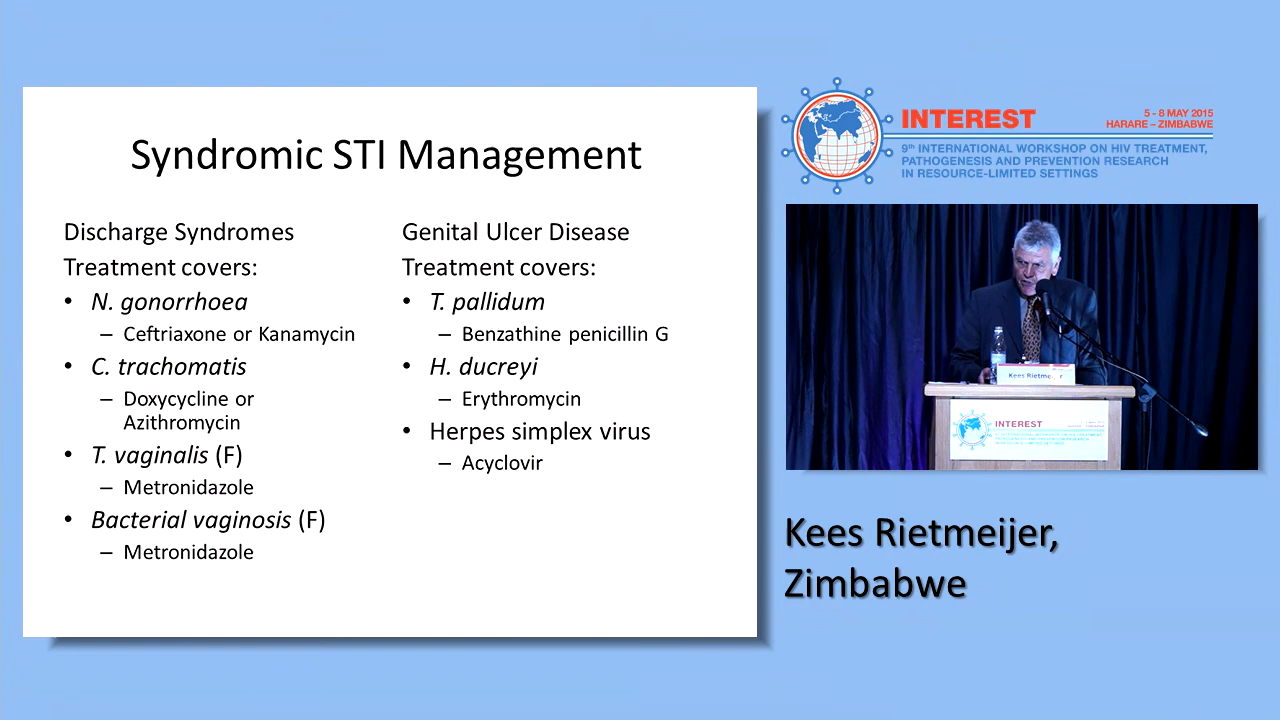 Syndromic STI Management
Discharge Syndromes
Treatment covers:
• N. gonorrhoea
– Ceftriaxone or Kanamycin
• C. trachomatis
– Doxycycline or
Azithromycin
• T. vaginalis (F)
– Metronidazole
• Bacterial vaginosis (F)
– Metronidazole
Genital Ulcer Disease
Treatment covers:
• T. pallidum
– Benzathine penicillin G
• H. ducreyi
– Erythromycin
• Herpes simplex virus
– Acyclovir
INTEREST
5 - 8 MAY 2015
HARARE – ZIMBABWE
9th INTERNATIONAL WORKSHOP ON HIV TREATMENT,
PATHOGENESIS AND PREVENTION RESEARCH
IN RESOURCE-LIMITED SETTINGS
Kees Rietmeijer
INTEREST
Kees Rietmeijer,
Zimbabwe